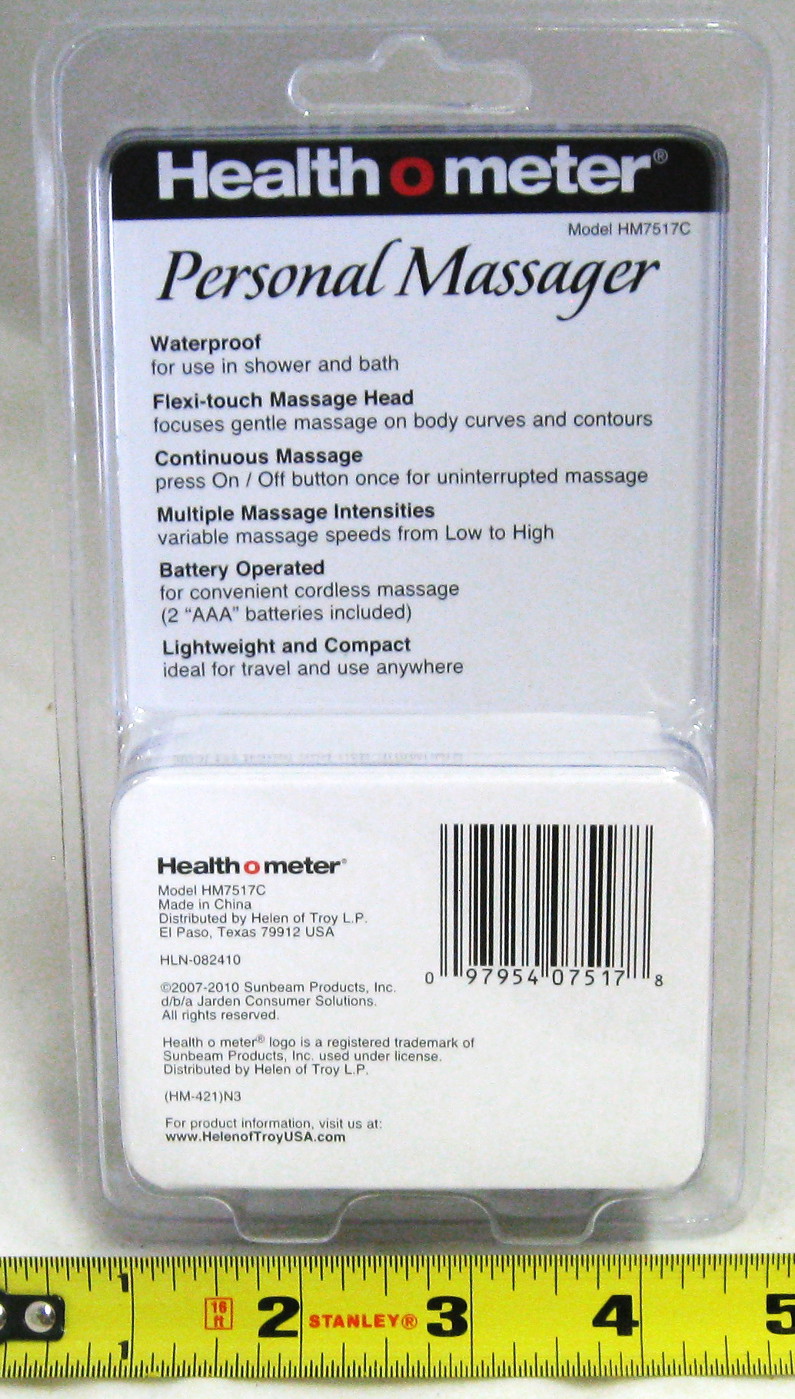 Health o meter®
Model HM7517C
Personal Massager
Waterproof
for use in shower and bath
Flexi-touch Massage Head
focuses gentle massage on body curves and contours
Continuous Massage
press On / Off button once for uninterrupted massage
Multiple Massage Intensities
variable massage speeds from Low to High
Battery Operated
for convenient cordless massage
(2 “AAA” batteries included)
Lightweight and Compact
ideal for travel and use anywhere
Health o meter®
Model HM7517C
Made in China
Distributed by Helen of Troy L.P.
El Paso, Texas 79912 USA
HLN-082410
©2007-2010 Sunbeam Products, Inc.
d/b/a Jarden Consumer Solutions.
All rights reserved.
Health o meter® logo is a registered trademark of
Sunbeam Products, Inc. used under license.
Distributed by Helen of Troy L.P.
(HM-421)N3
For product information, visit us at:
www.HelenofTroyUSA.com
0 97954 07517 8
1 16 ft 2 STANLEY® 3 4 5
1